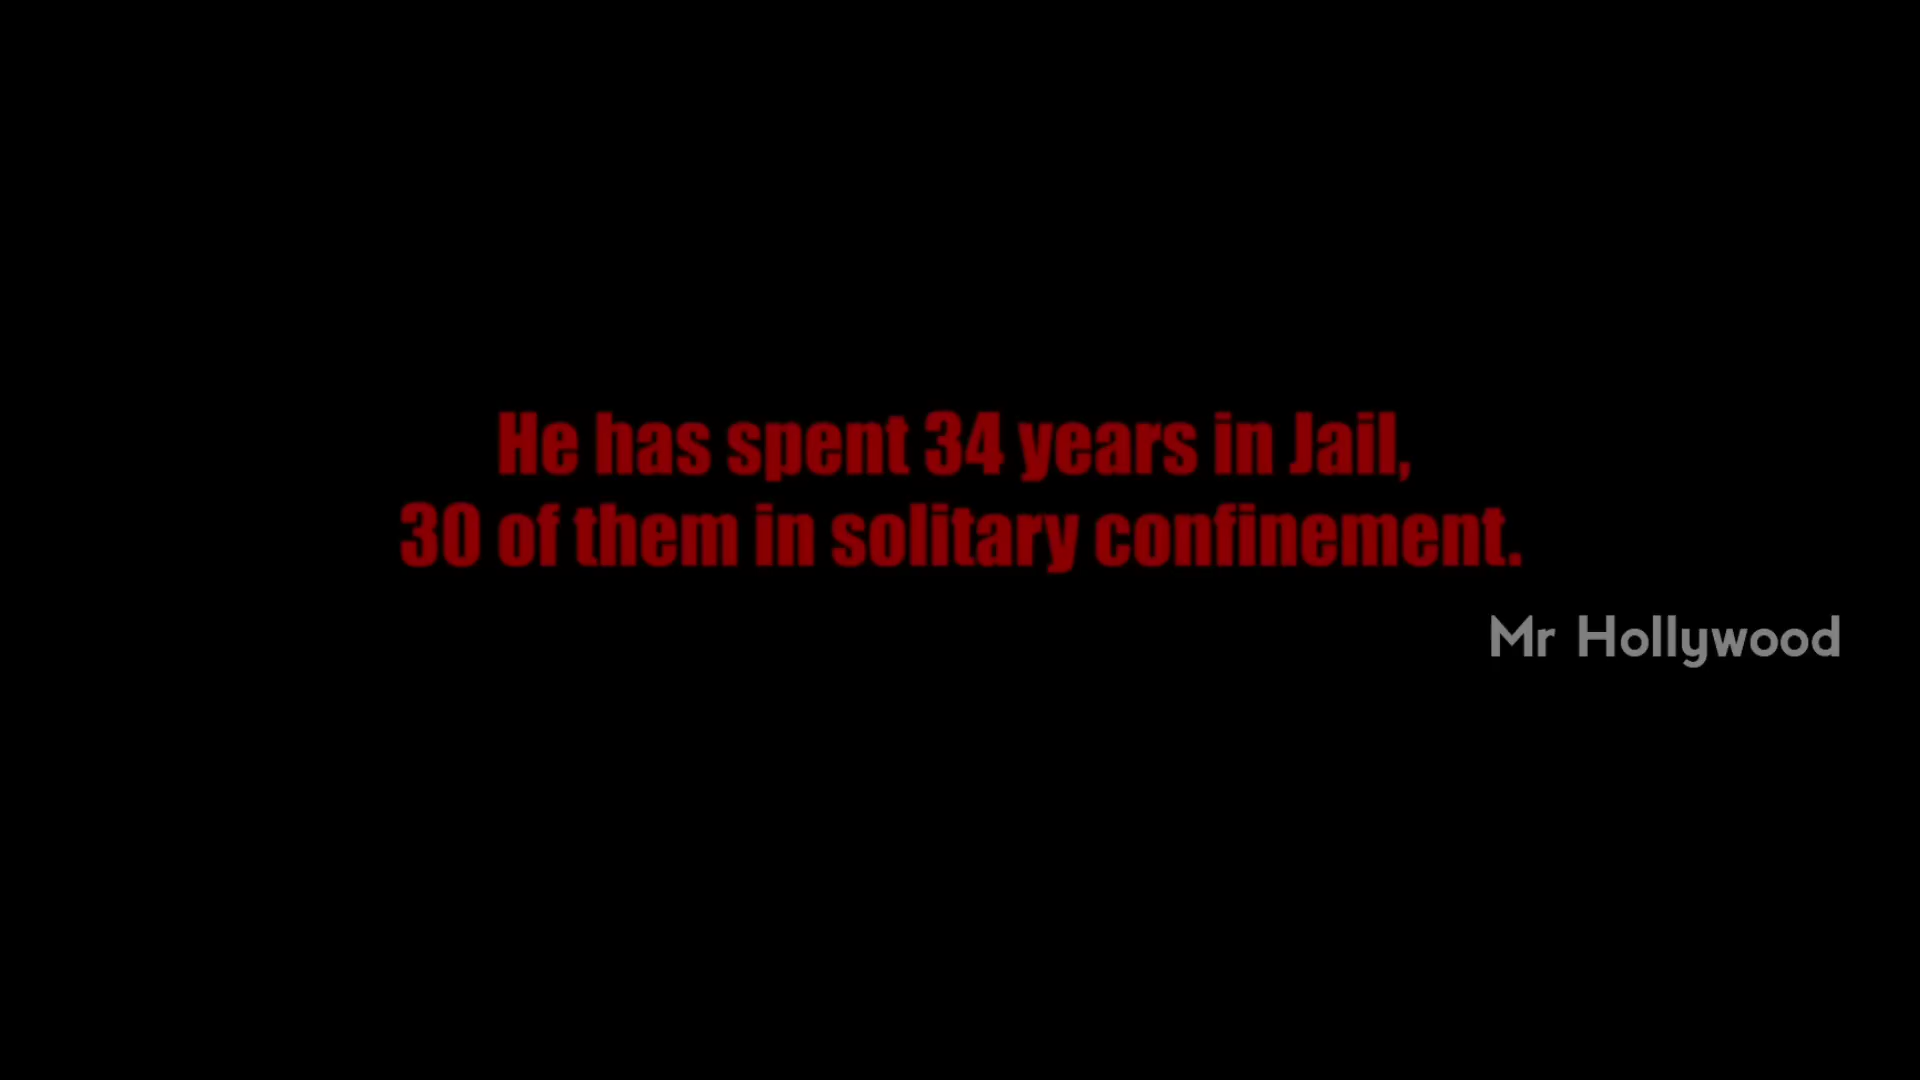 He has spent 34 years in Jail,
30 of them in solitary confinement.
Mr Hollywood